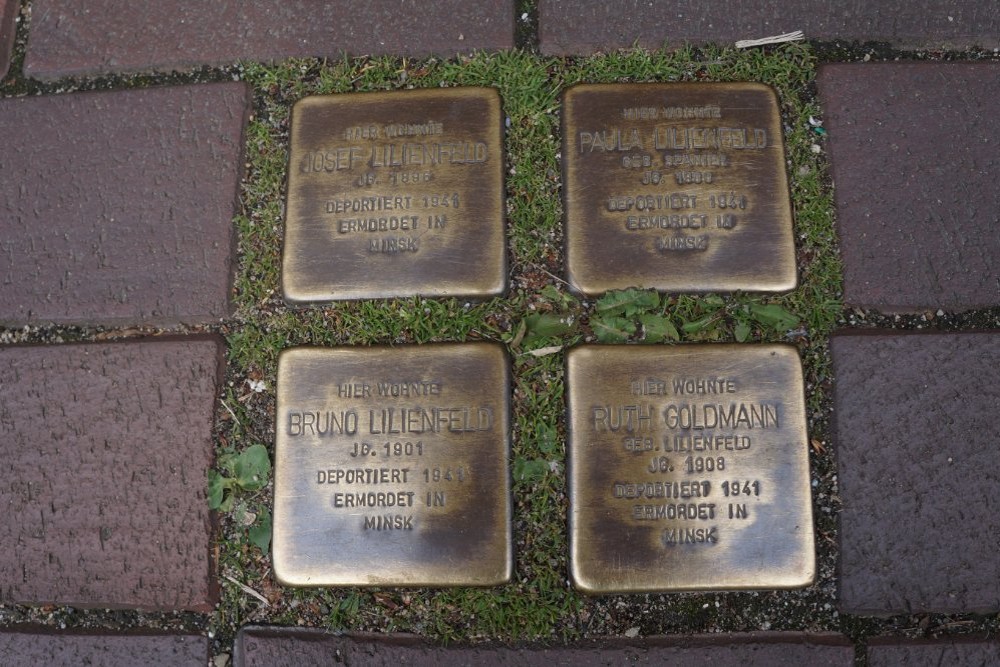 HIER WOHNTE
JOSEF LILIENFELD
JG. 1896
DEPORTIERT 1941
ERMORDET IN
MINSK
HIER WOHNTE
PAULA LILIENFELD
GEB.
JG.
DEPORTIERT 1941
ERMORDET IN
MINSK
HIER WOHNTE
BRUNO LILIENFELD
JG. 1901
DEPORTIERT 1941
ERMORDET IN
MINSK
HIER WOHNTE
RUTH GOLDMANN
GEB. LILIENFELD
JG. 1908
DEPORTIERT 1941
ERMORDET IN
MINSK